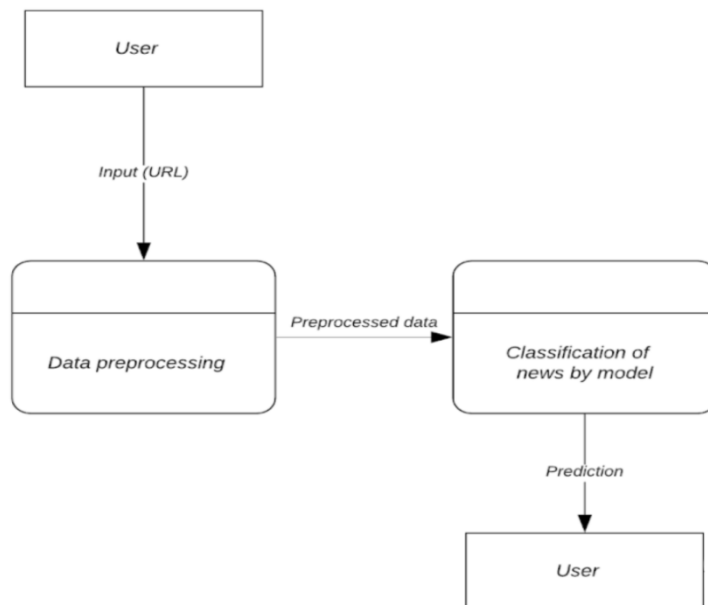 User
Input (URL)
Data preprocessing
Preprocessed data
Classification of
news by model
Prediction
User